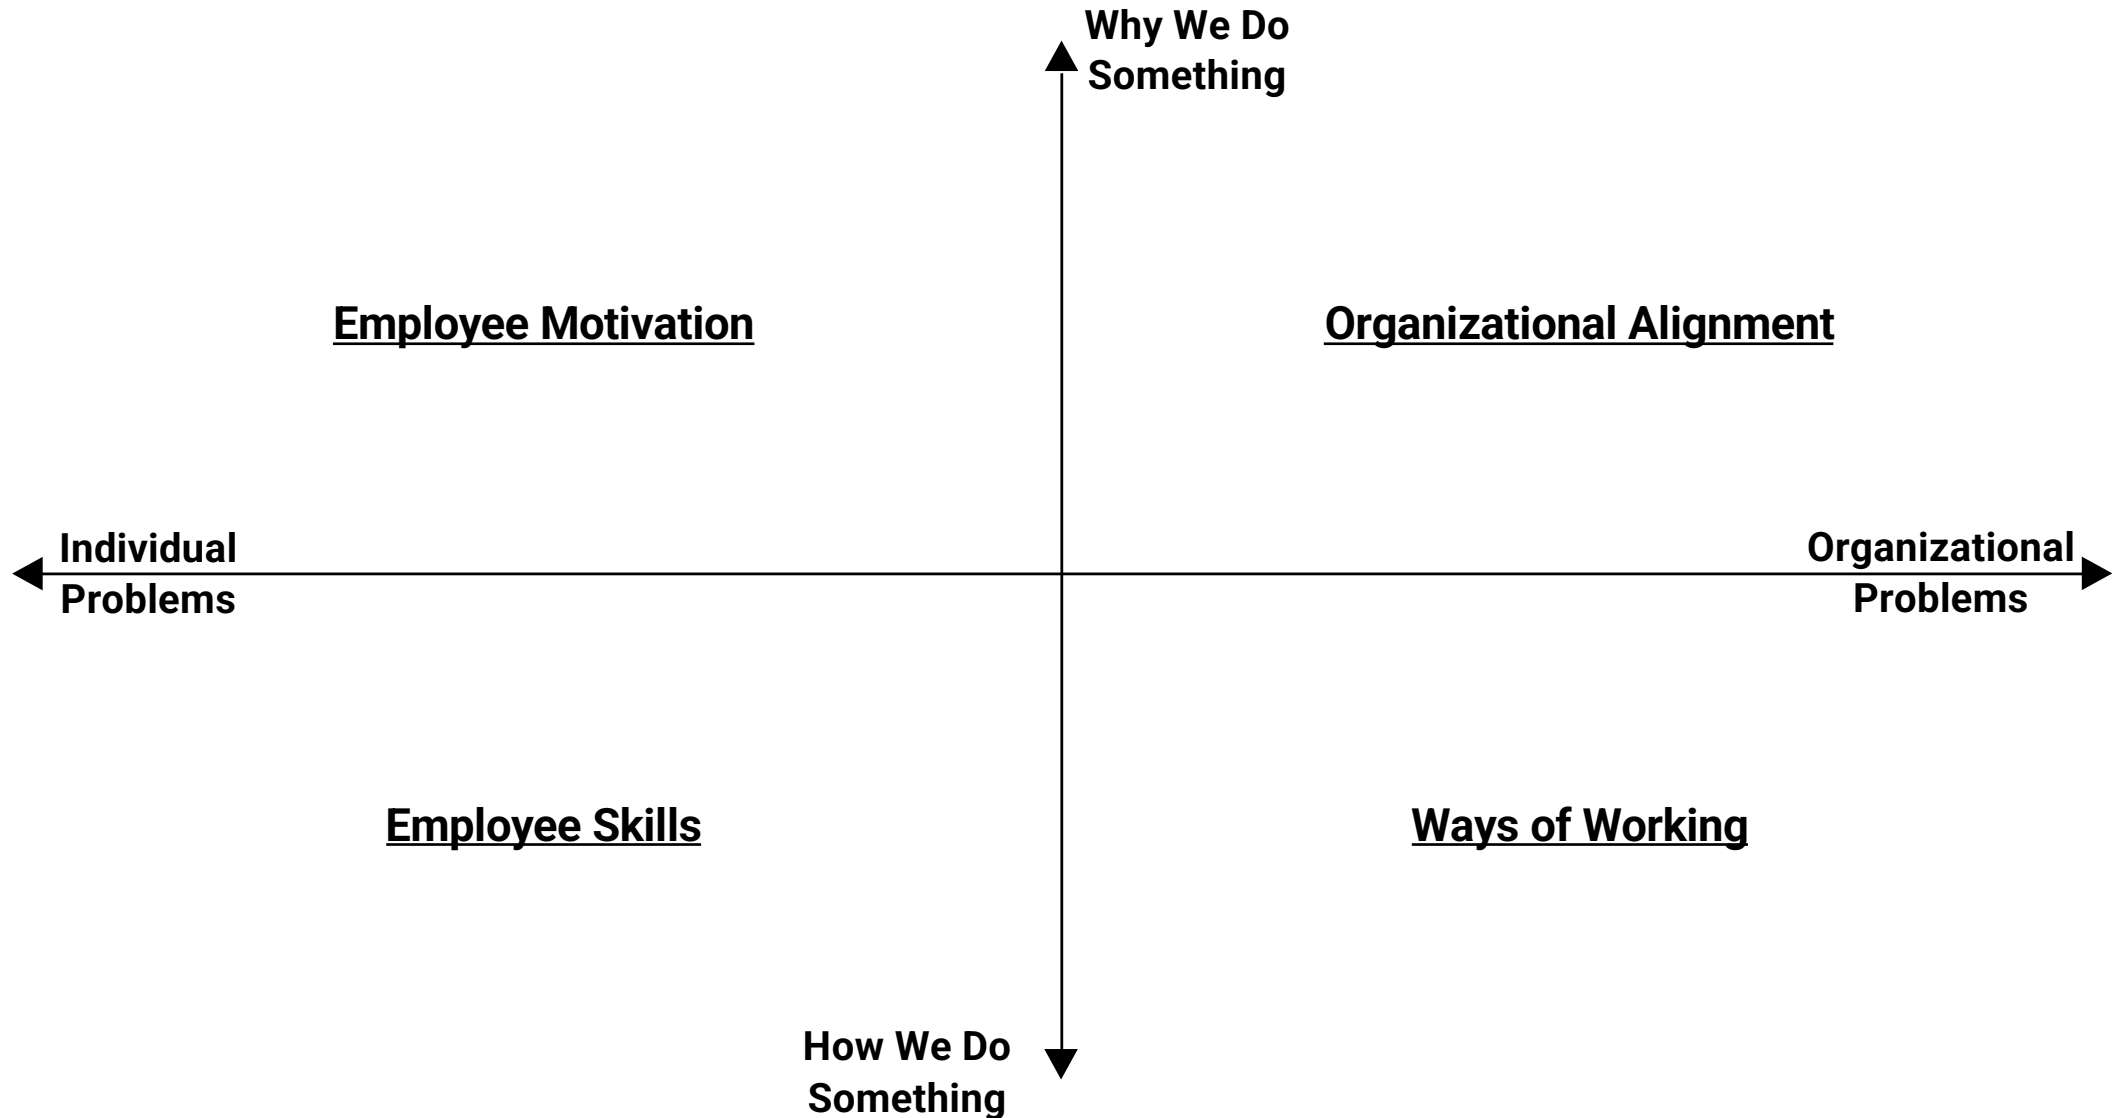 Why We Do
Something
Employee Motivation
Organizational Alignment
Individual
Problems
Organizational
Problems
Employee Skills
Ways of Working
How We Do
Something